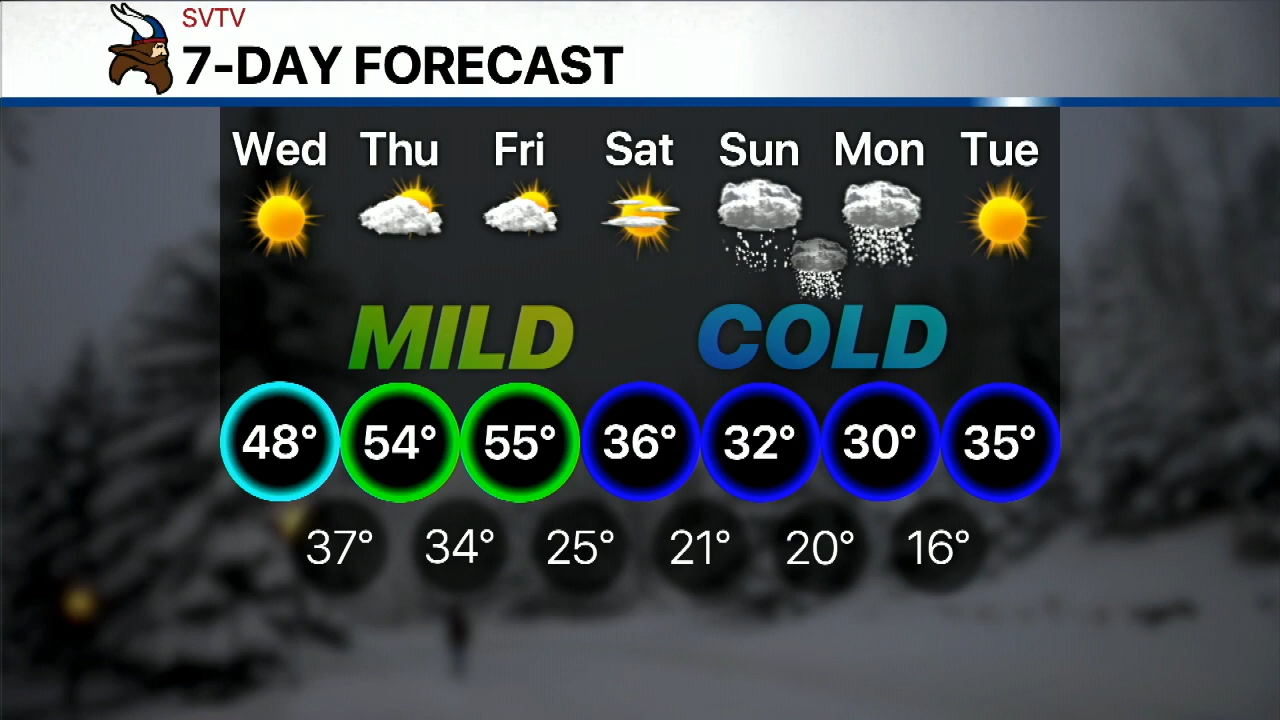 SVTV
7-DAY FORECAST
Wed Thu Fri Sat Sun Mon Tue
MILD COLD
48° 54° 55° 36° 32° 30° 35°
37° 34° 25° 21° 20° 16°